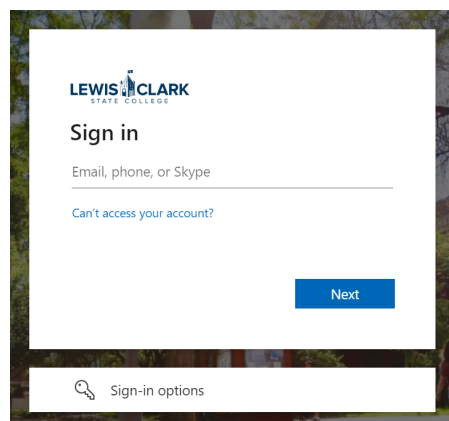 LEWIS CLARK
STATE COLLEGE
Sign in
Email, phone, or Skype
Can't access your account?
Next
Sign-in options